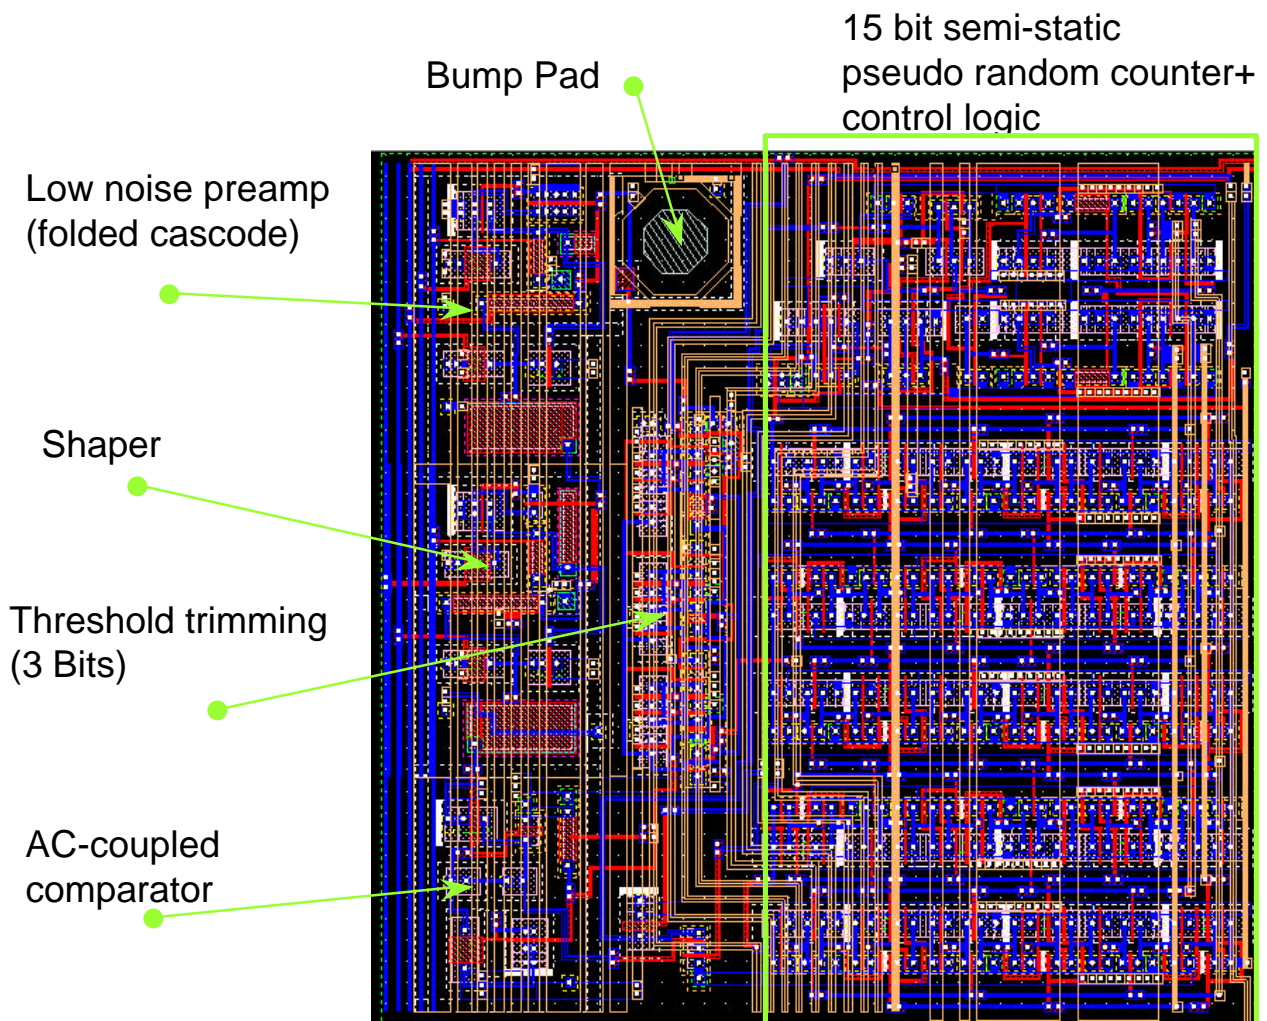 15 bit semi-static
pseudo random counter+
control logic
Bump Pad
Low noise preamp
(folded cascode)
Shaper
Threshold trimming
(3 Bits)
AC-coupled
comparator